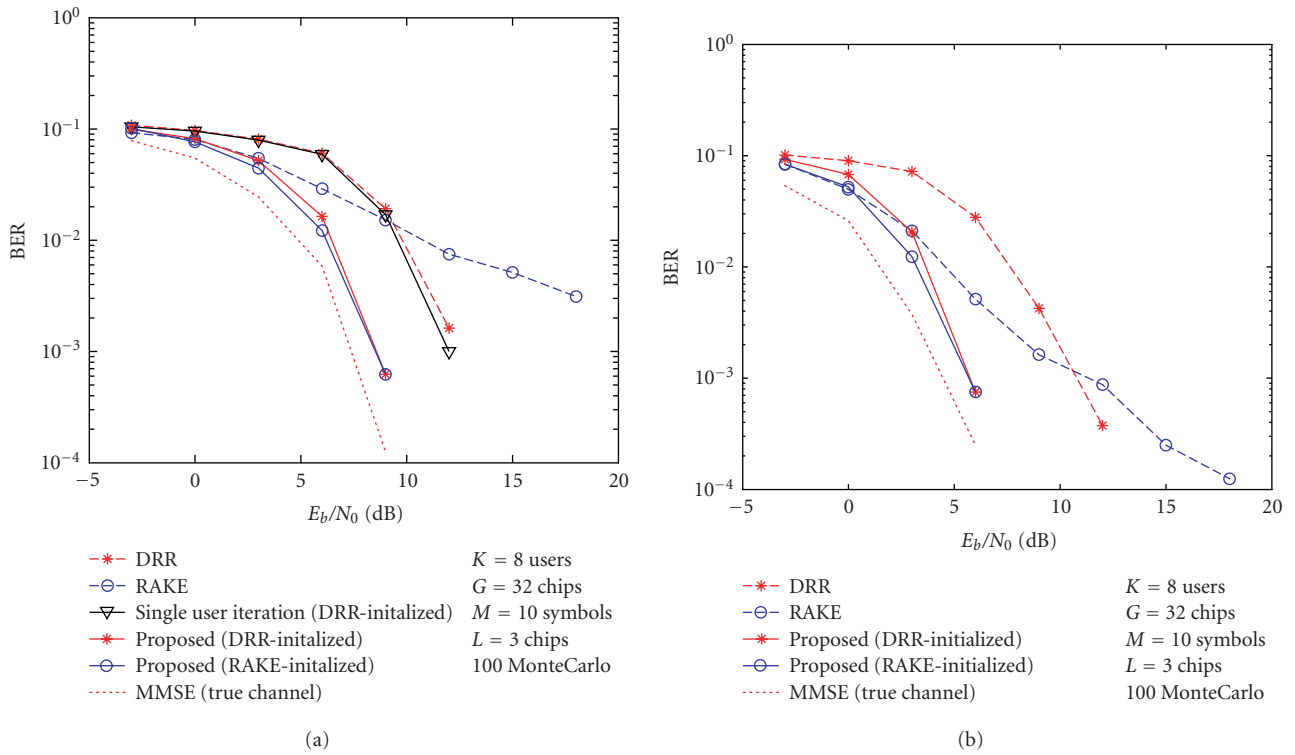 10^0
10^-1
10^-2
10^-3
10^-4
BER
−5 0 5 10 15 20
E_b/N_0 (dB)
DRR
RAKE
Single user iteration (DRR-initalized)
Proposed (DRR-initalized)
Proposed (RAKE-initalized)
MMSE (true channel)
K = 8 users
G = 32 chips
M = 10 symbols
L = 3 chips
100 MonteCarlo
(a)
10^0
10^-1
10^-2
10^-3
10^-4
BER
−5 0 5 10 15 20
E_b/N_0 (dB)
DRR
RAKE
Proposed (DRR-initialized)
Proposed (RAKE-initialized)
MMSE (true channel)
K = 8 users
G = 32 chips
M = 10 symbols
L = 3 chips
100 MonteCarlo
(b)